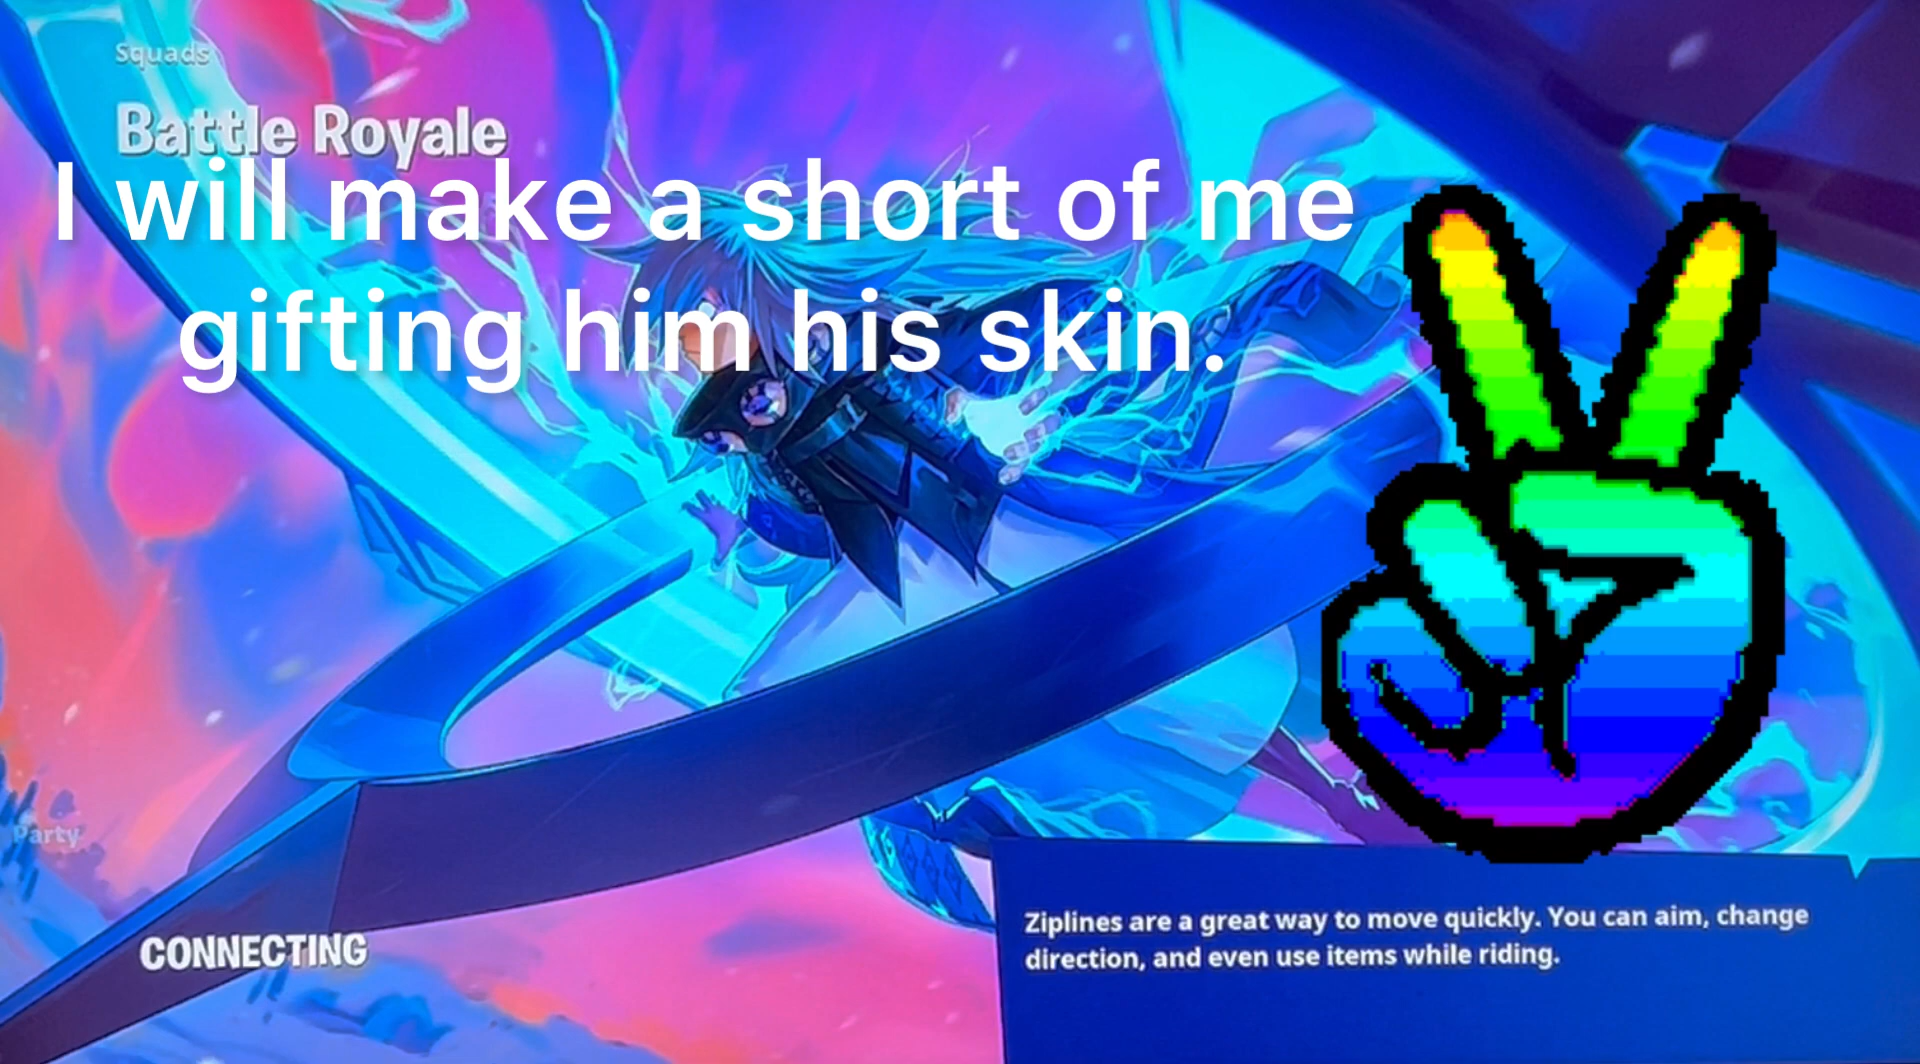 Squads
Battle Royale
I will make a short of me
gifting him his skin.
Party
CONNECTING
Ziplines are a great way to move quickly. You can aim, change
direction, and even use items while riding.